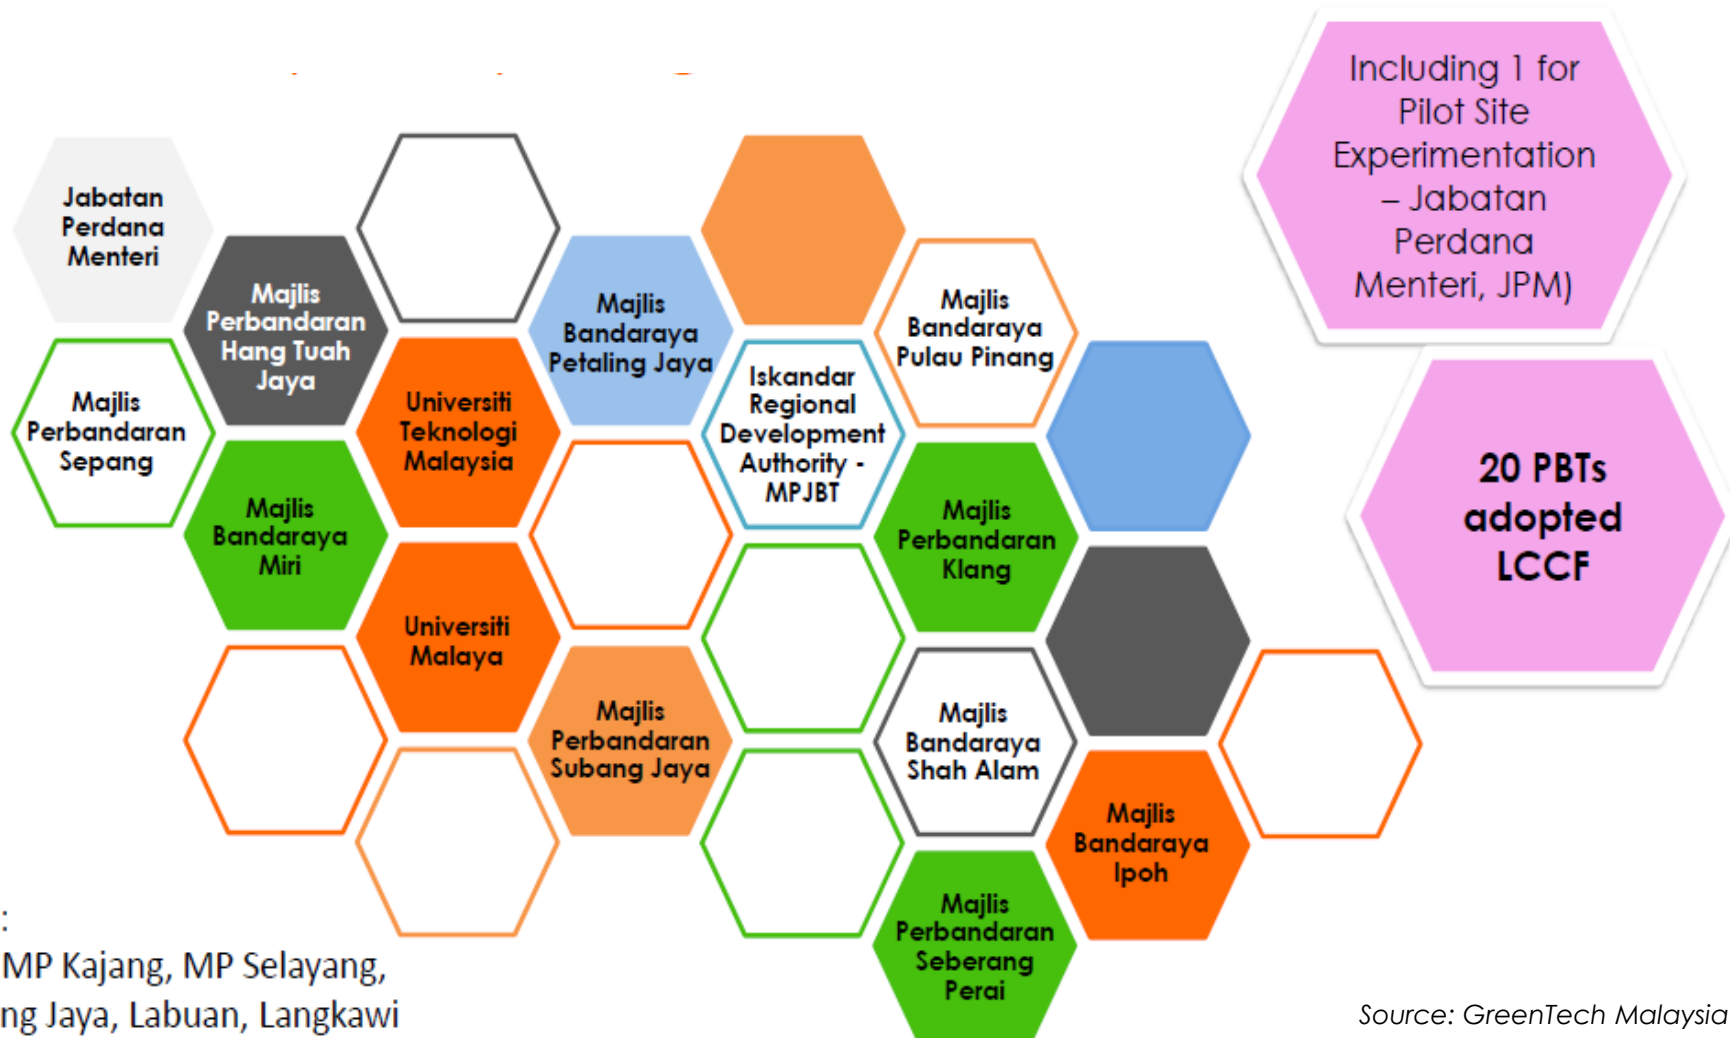 Jabatan
Perdana
Menteri
Majlis
Perbandaran
Hang Tuah
Jaya
Majlis
Bandaraya
Petaling Jaya
Majlis
Bandaraya
Pulau Pinang
Including 1 for
Pilot Site
Experimentation
– Jabatan
Perdana
Menteri, JPM)
Majlis
Perbandaran
Sepang
Universiti
Teknologi
Malaysia
Iskandar
Regional
Development
Authority -
MPJBT
Majlis
Bandaraya
Miri
Majlis
Perbandaran
Klang
20 PBTs
adopted
LCCF
Universiti
Malaya
Majlis
Perbandaran
Subang Jaya
Majlis
Bandaraya
Shah Alam
Majlis
Bandaraya
Ipoh
Majlis
Perbandaran
Seberang
Perai
:
MP Kajang, MP Selayang,
ng Jaya, Labuan, Langkawi
Source: GreenTech Malaysia